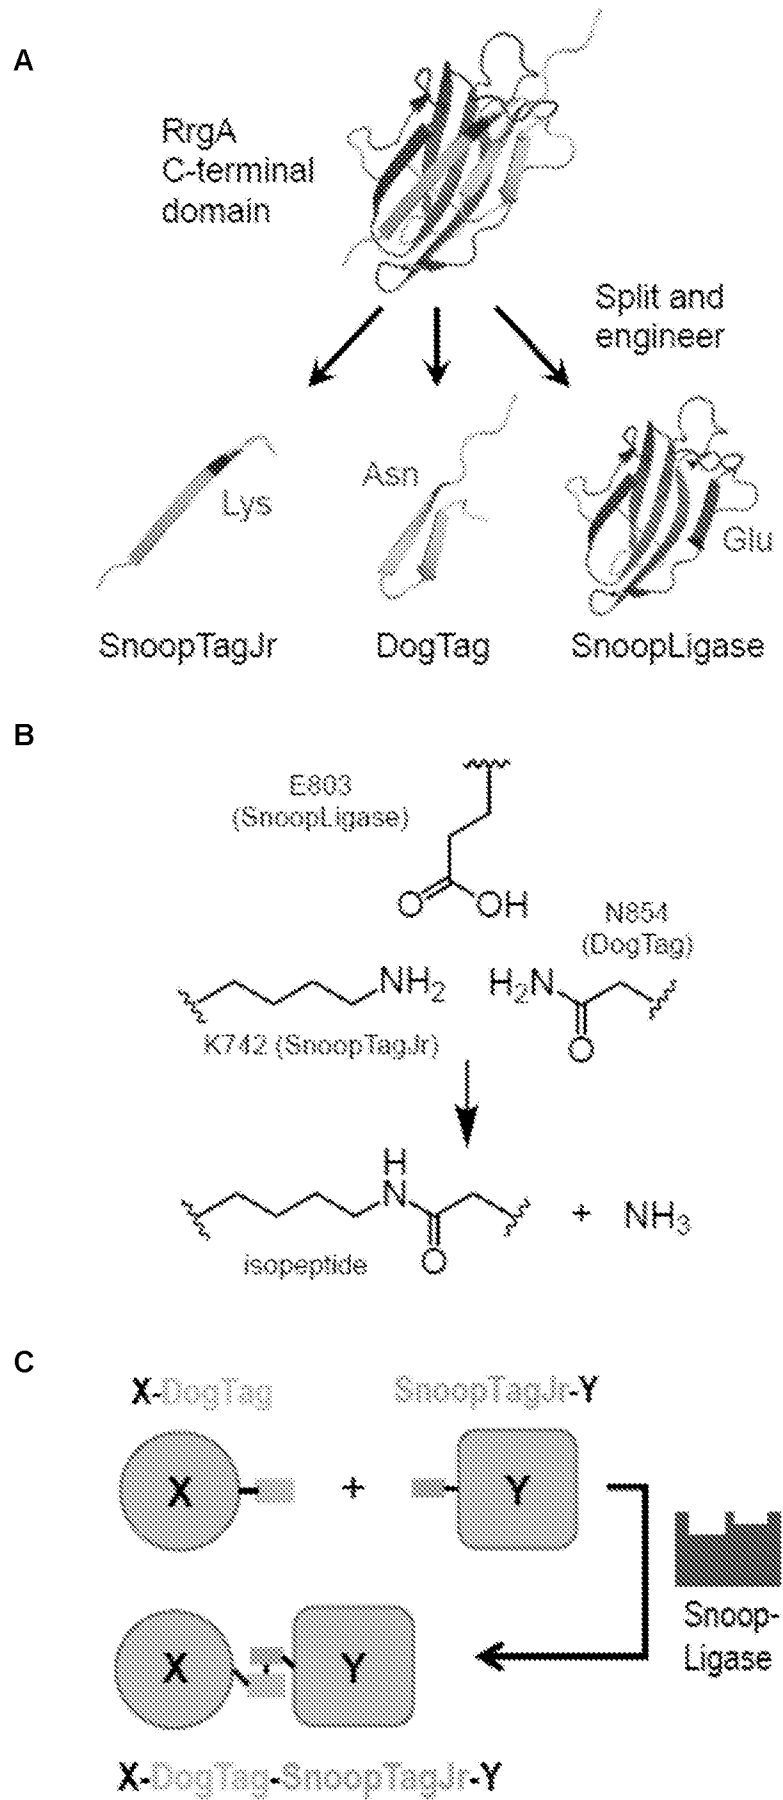 A
RrgA
C-terminal
domain
Split and
engineer
Lys
Asn
Glu
SnoopTagJr
DogTag
SnoopLigase
B
E803
(SnoopLigase)
O
OH
N854
(DogTag)
NH2
H2N
O
K742 (SnoopTagJr)
H
N
O
+ NH3
isopeptide
C
X-DogTag
SnoopTagJr-Y
X
+
Y
Snoop-
Ligase
X
Y
X-DogTag-SnoopTagJr-Y